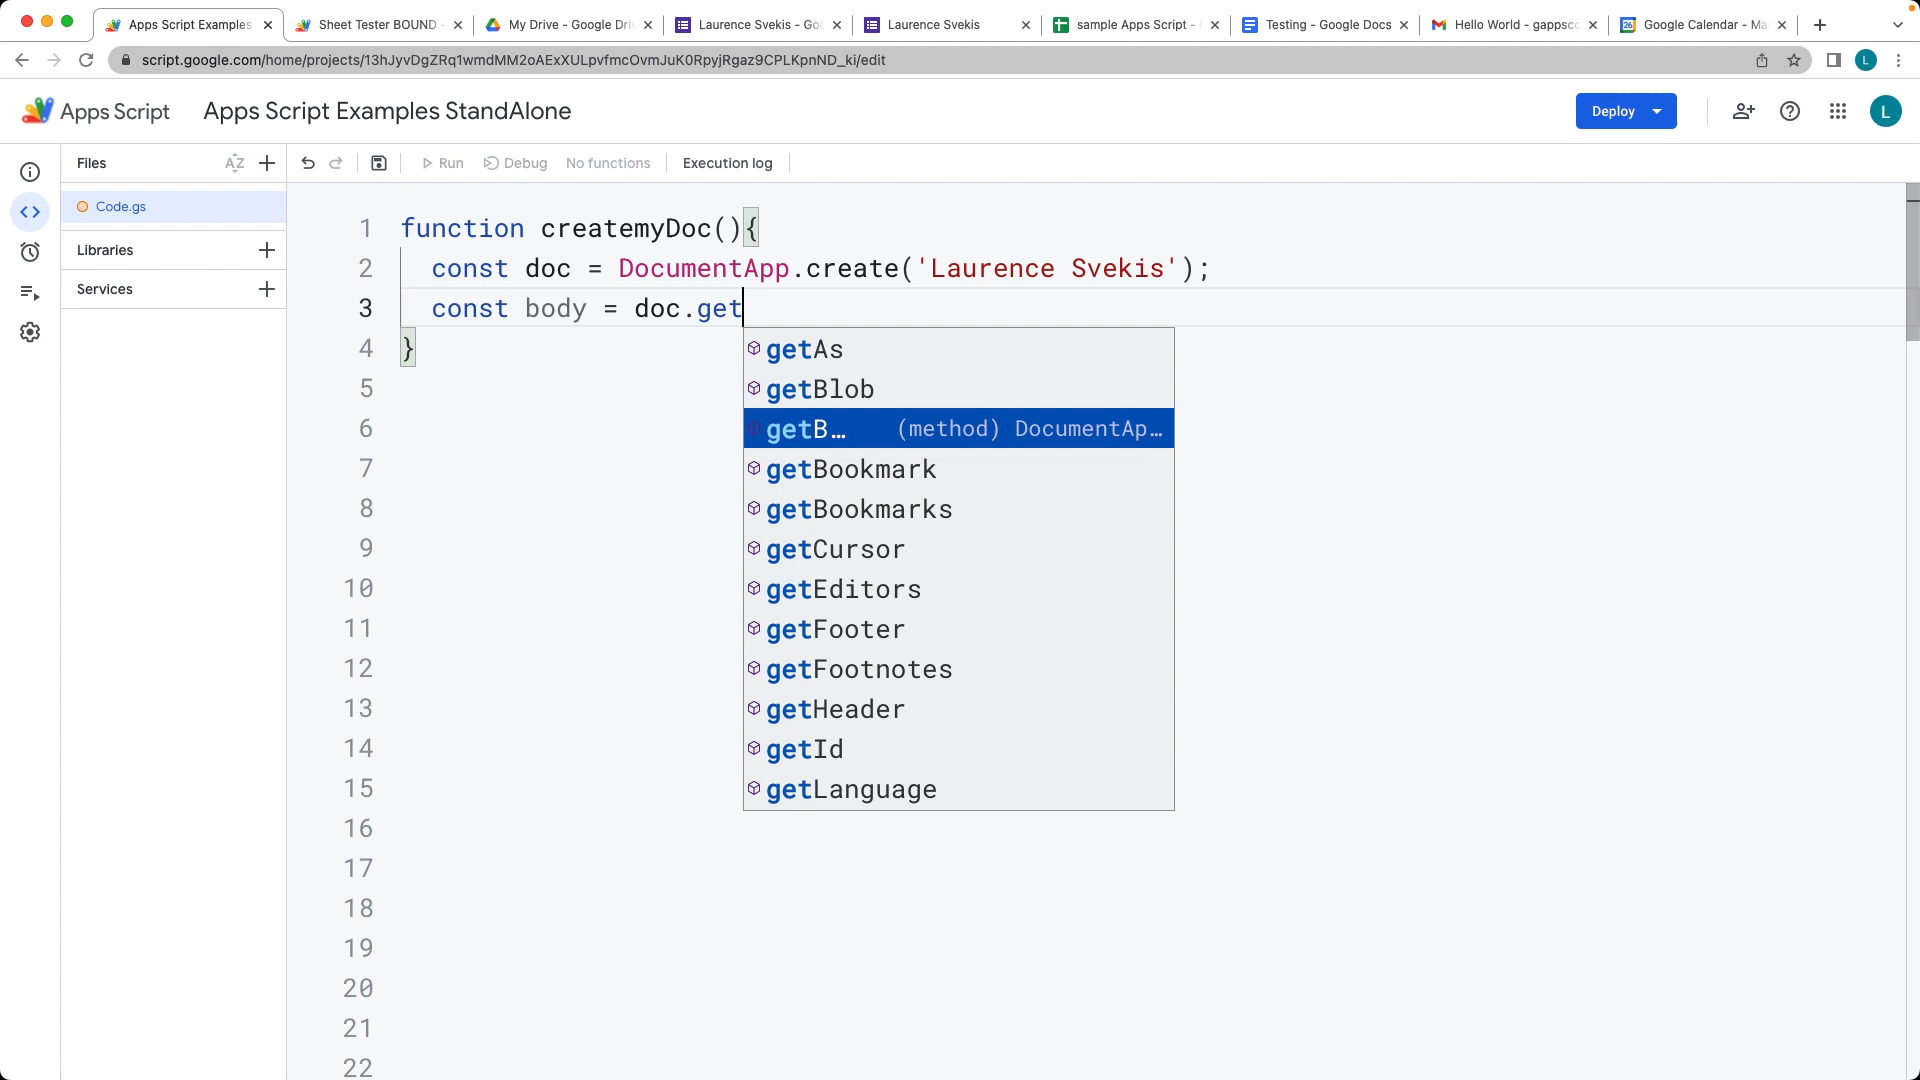 Apps Script Examples
Sheet Tester BOUND -
My Drive - Google Dri
Laurence Svekis - Goo
Laurence Svekis
sample Apps Script -
Testing - Google Docs
Hello World - gappsco
26
Google Calendar - Ma
script.google.com/home/projects/13hJyvDgZRq1wmdMM2oAExXULpvfmcOvmJuK0RpyjRgaz9CPLKpnND_ki/edit
L
Apps Script
Apps Script Examples StandAlone
Deploy
L
Files
AZ
Run
Debug
No functions
Execution log
Code.gs
Libraries
Services
1 function createmyDoc(){
2 const doc = DocumentApp.create('Laurence Svekis');
3 const body = doc.get
4 }
5
6
7
8
9
10
11
12
13
14
15
16
17
18
19
20
21
22
getAs
getBlob
getB… (method) DocumentAp…
getBookmark
getBookmarks
getCursor
getEditors
getFooter
getFootnotes
getHeader
getId
getLanguage